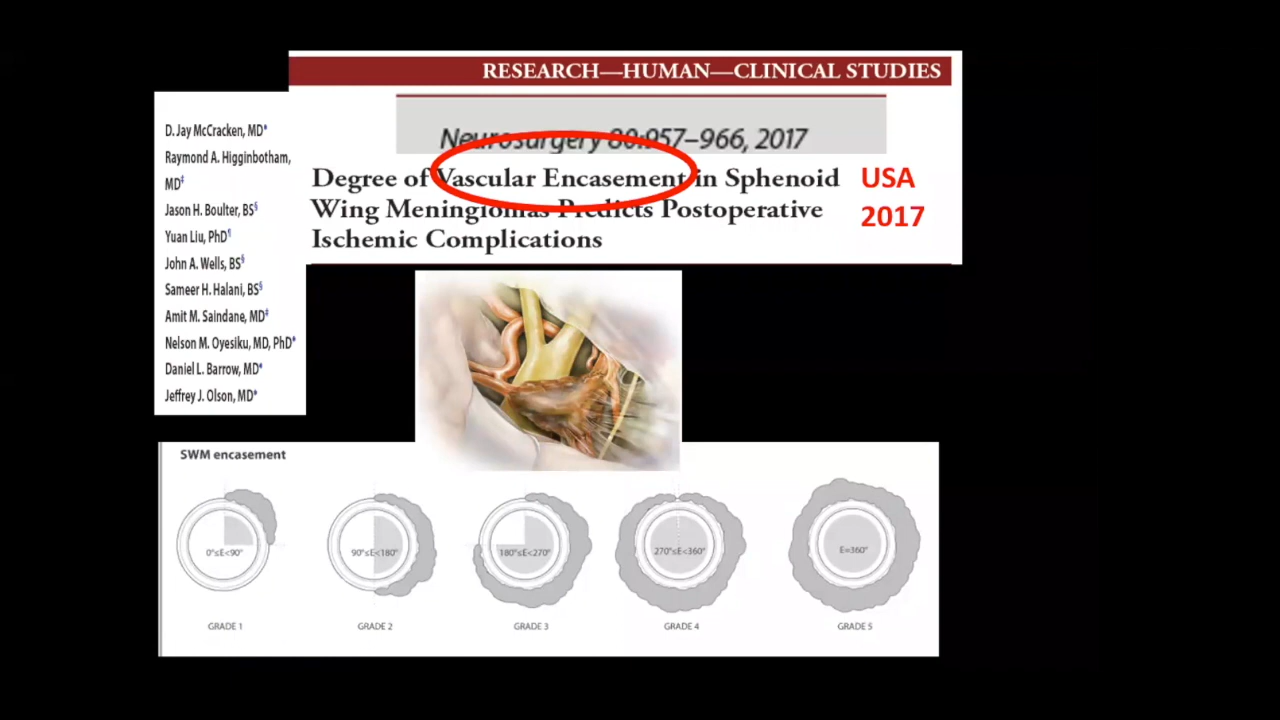 RESEARCH—HUMAN—CLINICAL STUDIES
Neurosurgery 80:957–966, 2017
Degree of Vascular Encasement in Sphenoid
Wing Meningiomas Predicts Postoperative
Ischemic Complications
USA
2017
D. Jay McCracken, MD*
Raymond A. Higginbotham,
MD‡
Jason H. Boulter, BS§
Yuan Liu, PhD¶
John A. Wells, BS§
Sameer H. Halani, BS§
Amit M. Saindane, MD‡
Nelson M. Oyesiku, MD, PhD*
Daniel L. Barrow, MD*
Jeffrey J. Olson, MD*
SWM encasement
0°≤E<90°
90°≤E<180°
180°≤E<270°
270°≤E<360°
E=360°
GRADE 1
GRADE 2
GRADE 3
GRADE 4
GRADE 5